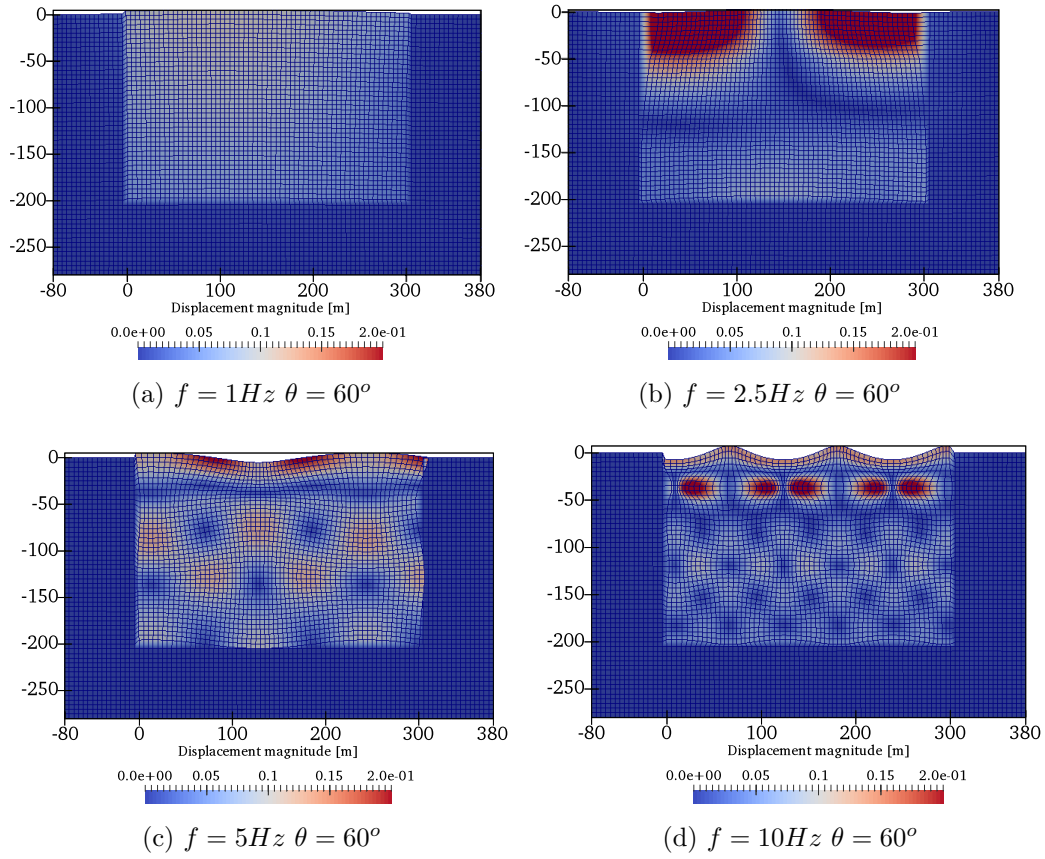 0
-50
-100
-150
-200
-250
-80 0 100 200 300 380
Displacement magnitude [m]
0.0e+00 0.05 0.1 0.15 2.0e-01
(a) f = 1Hz θ = 60°
0
-50
-100
-150
-200
-250
-80 0 100 200 300 380
Displacement magnitude [m]
0.0e+00 0.05 0.1 0.15 2.0e-01
(b) f = 2.5Hz θ = 60°
0
-50
-100
-150
-200
-250
-80 0 100 200 300 380
Displacement magnitude [m]
0.0e+00 0.05 0.1 0.15 2.0e-01
(c) f = 5Hz θ = 60°
0
-50
-100
-150
-200
-250
-80 0 100 200 300 380
Displacement magnitude [m]
0.0e+00 0.05 0.1 0.15 2.0e-01
(d) f = 10Hz θ = 60°